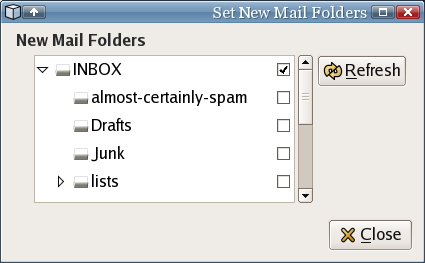 Set New Mail Folders
New Mail Folders
INBOX
Refresh
almost-certainly-spam
Drafts
Junk
lists
Close